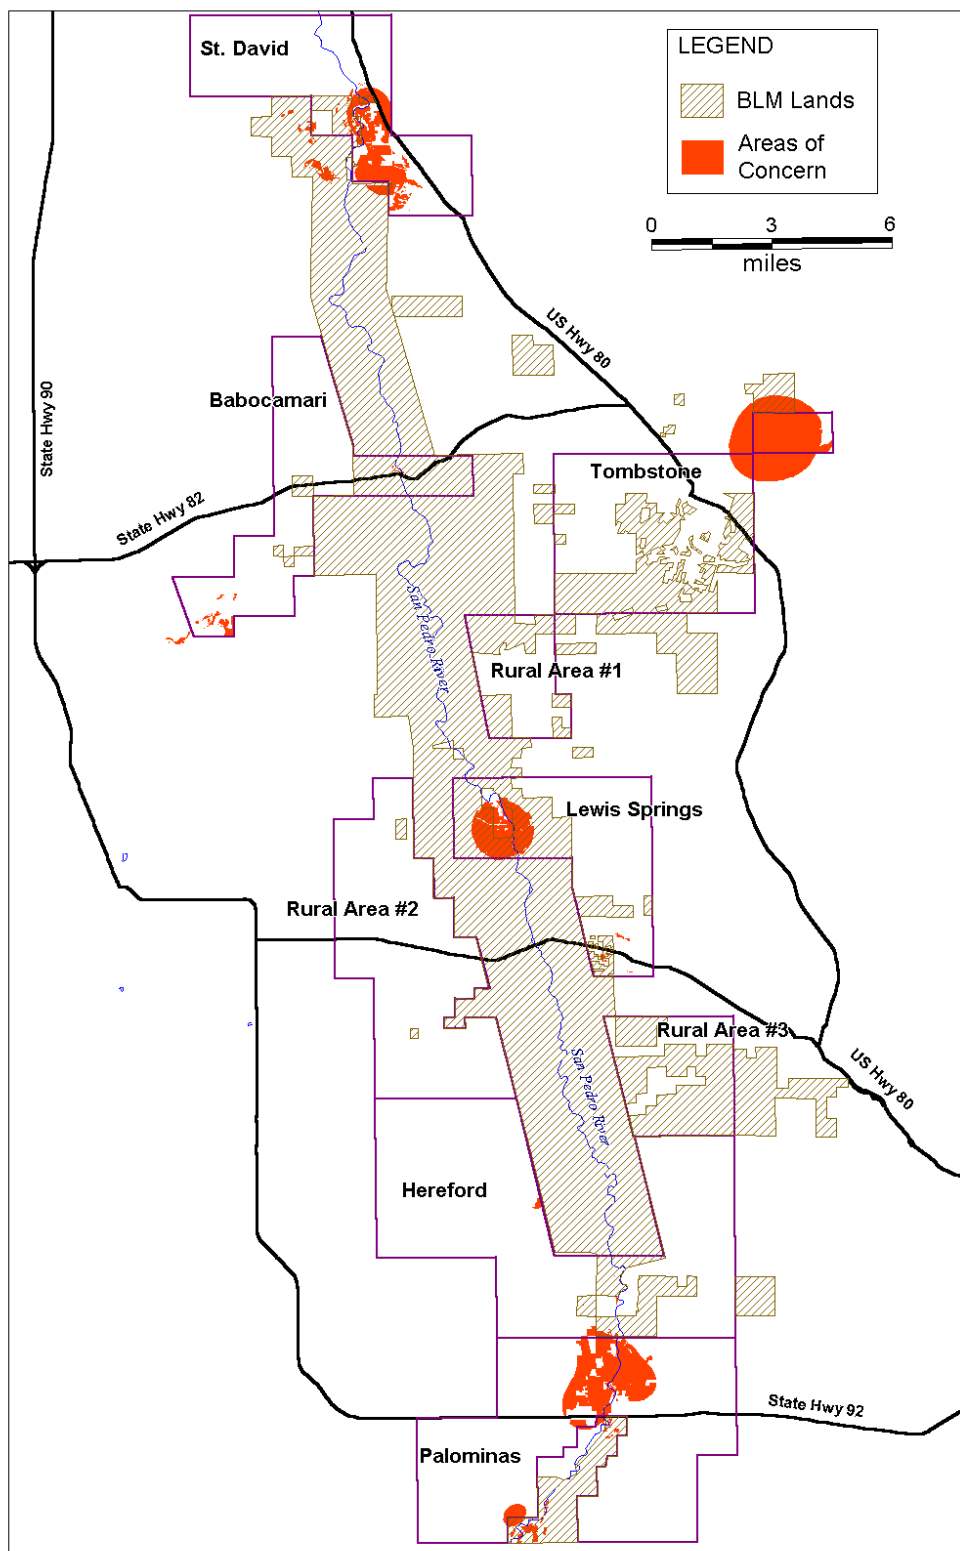 St. David
LEGEND
BLM Lands
Areas of
Concern
0 3 6
miles
US Hwy 80
State Hwy 90
Babocamari
Tombstone
State Hwy 82
San Pedro River
Rural Area #1
Lewis Springs
Rural Area #2
Rural Area #3
San Pedro River
US Hwy 80
Hereford
State Hwy 92
Palominas